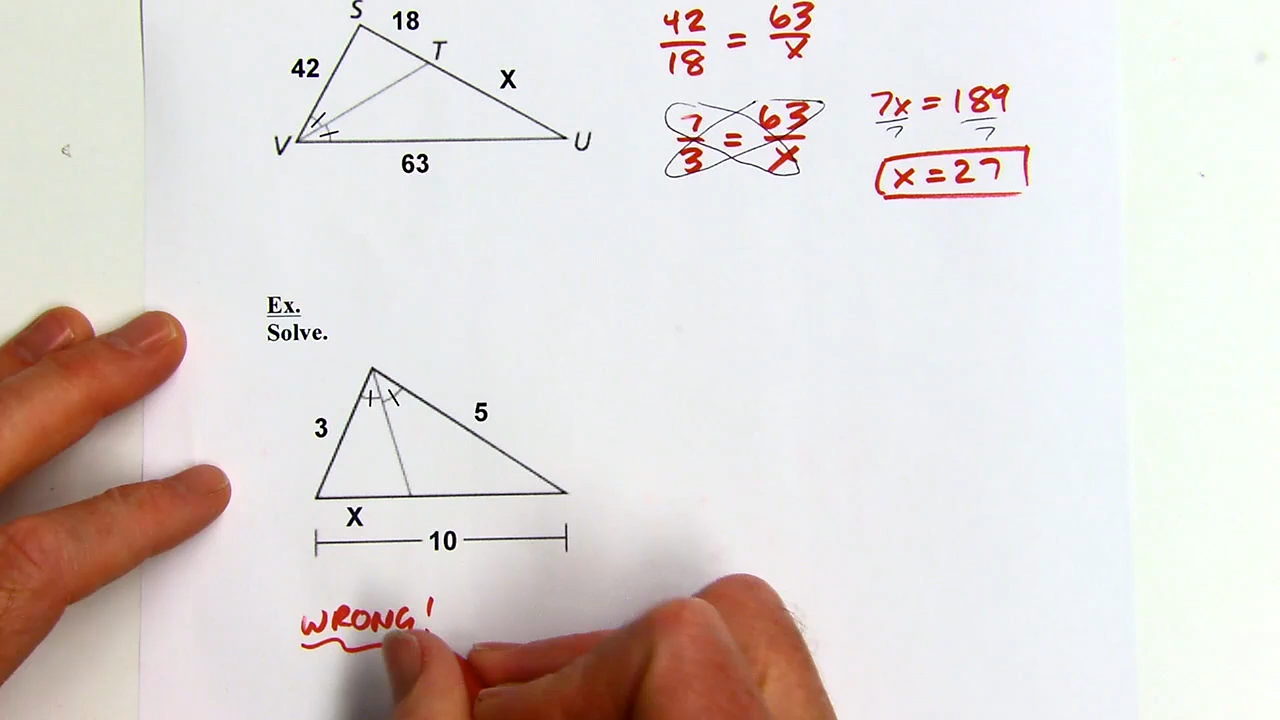 S 18
T
42
X
V
U
63
42/18 = 63/x
7/3 = 63/x
7x = 189
7 7
x = 27
Ex.
Solve.
3
5
X
10
WRONG!